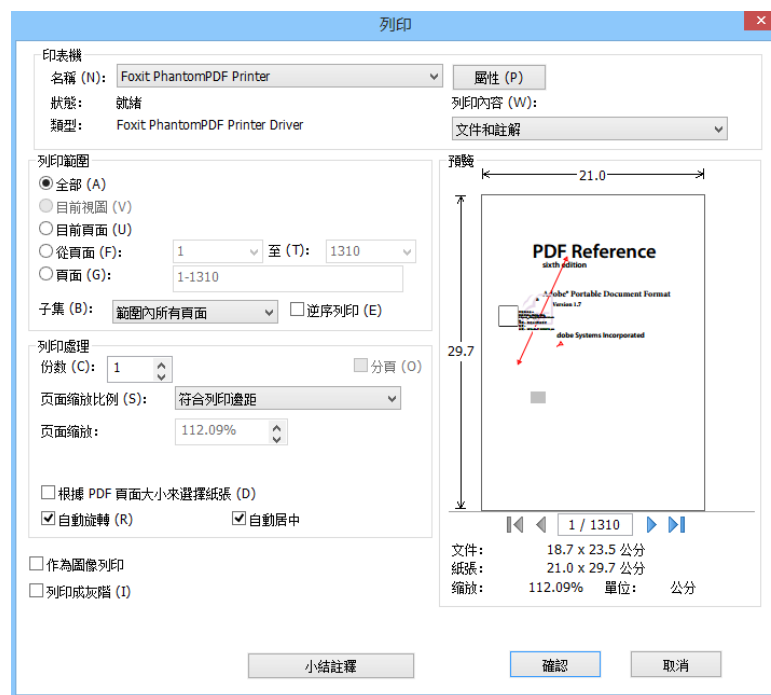 列印
印表機
名稱 (N): Foxit PhantomPDF Printer 屬性 (P)
狀態: 就緒 列印內容 (W):
類型: Foxit PhantomPDF Printer Driver 文件和註解
列印範圍
全部 (A)
目前視圖 (V)
目前頁面 (U)
從頁面 (F): 1 至 (T): 1310
頁面 (G): 1-1310
子集 (B): 範圍內所有頁面 逆序列印 (E)
列印處理
份數 (C): 1 分頁 (O)
页面缩放比例 (S): 符合列印邊距
页面缩放: 112.09%
根據 PDF 頁面大小來選擇紙張 (D)
自動旋轉 (R) 自動居中
作為圖像列印
列印成灰階 (I)
預覽
21.0
29.7
PDF Reference
sixth edition
Adobe® Portable Document Format
Version 1.7
dobe Systems Incorporated
1 / 1310
文件: 18.7 x 23.5 公分
紙張: 21.0 x 29.7 公分
缩放: 112.09% 單位: 公分
小结註釋 確認 取消